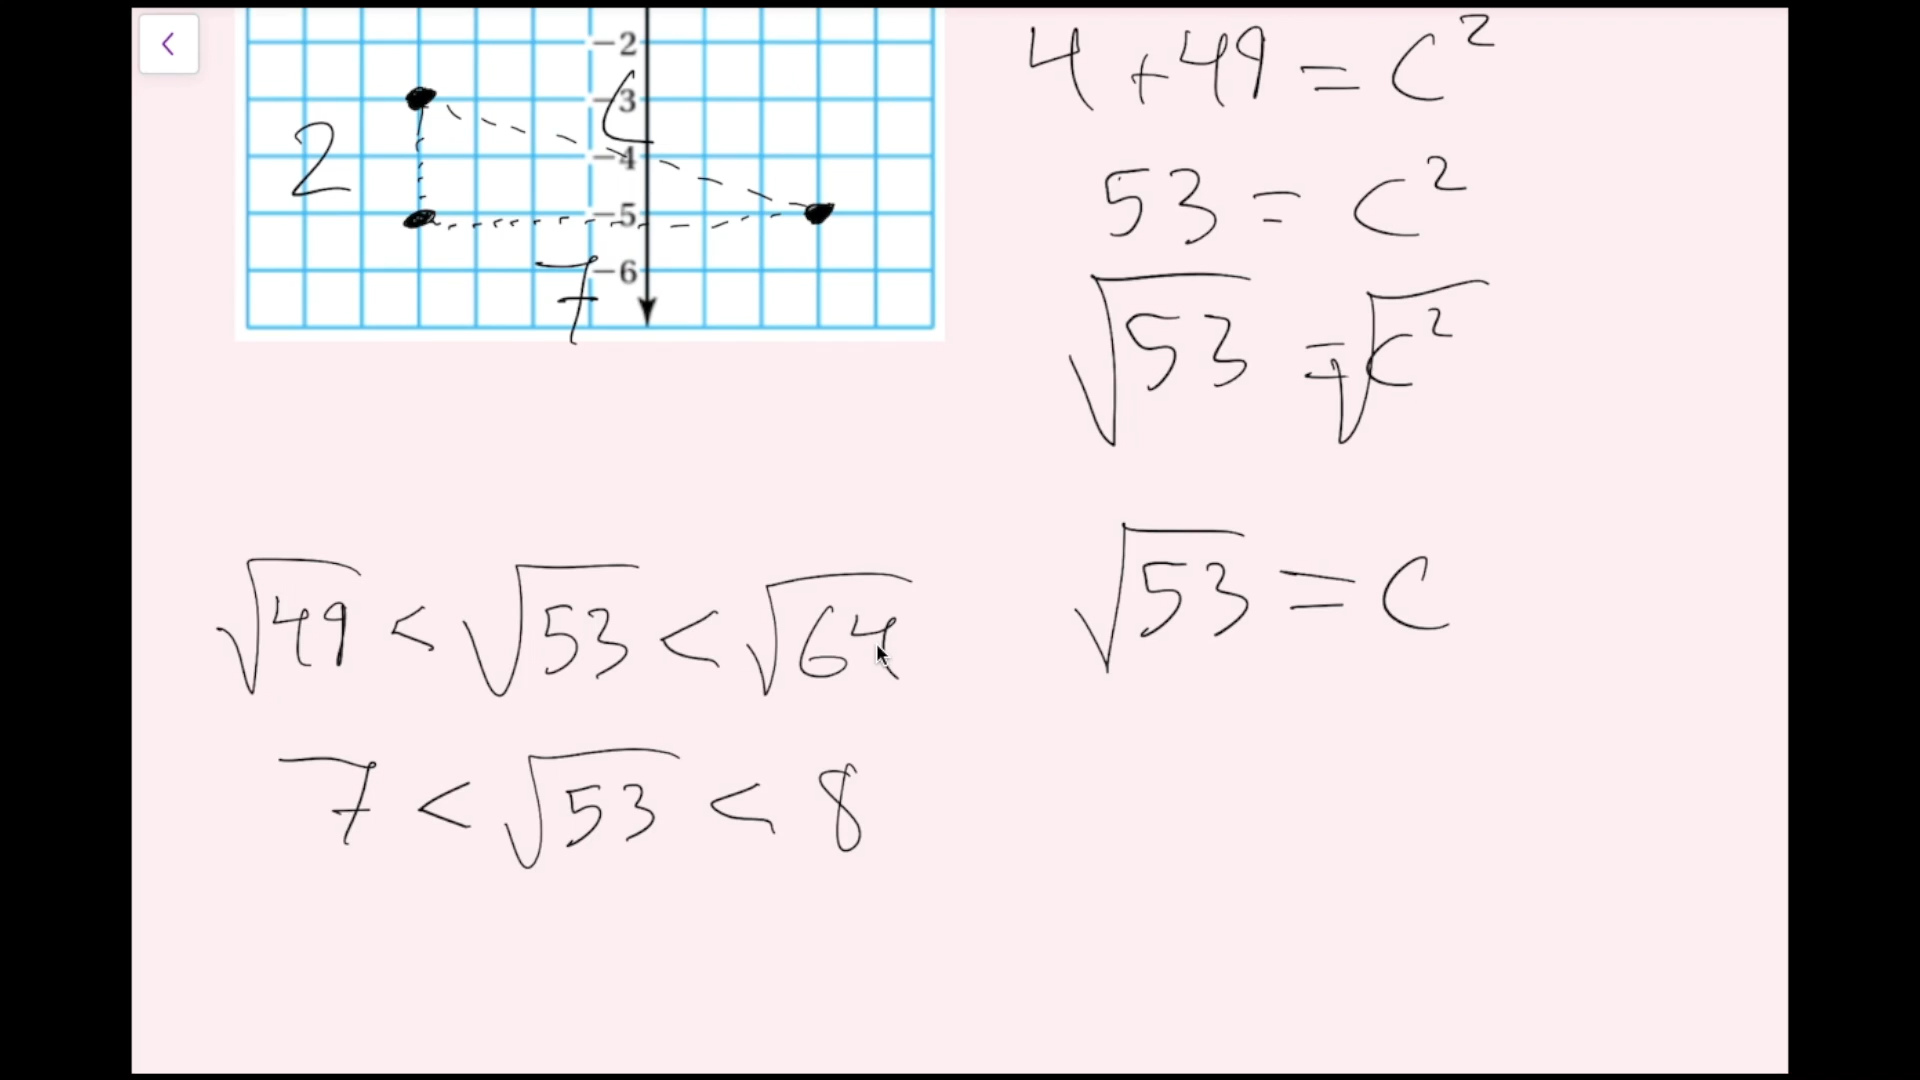 −2
−3
−4
−5
−6
2
C
7
4 + 49 = C²
53 = C²
√53 = √C²
√53 = C
√49 < √53 < √64
7 < √53 < 8